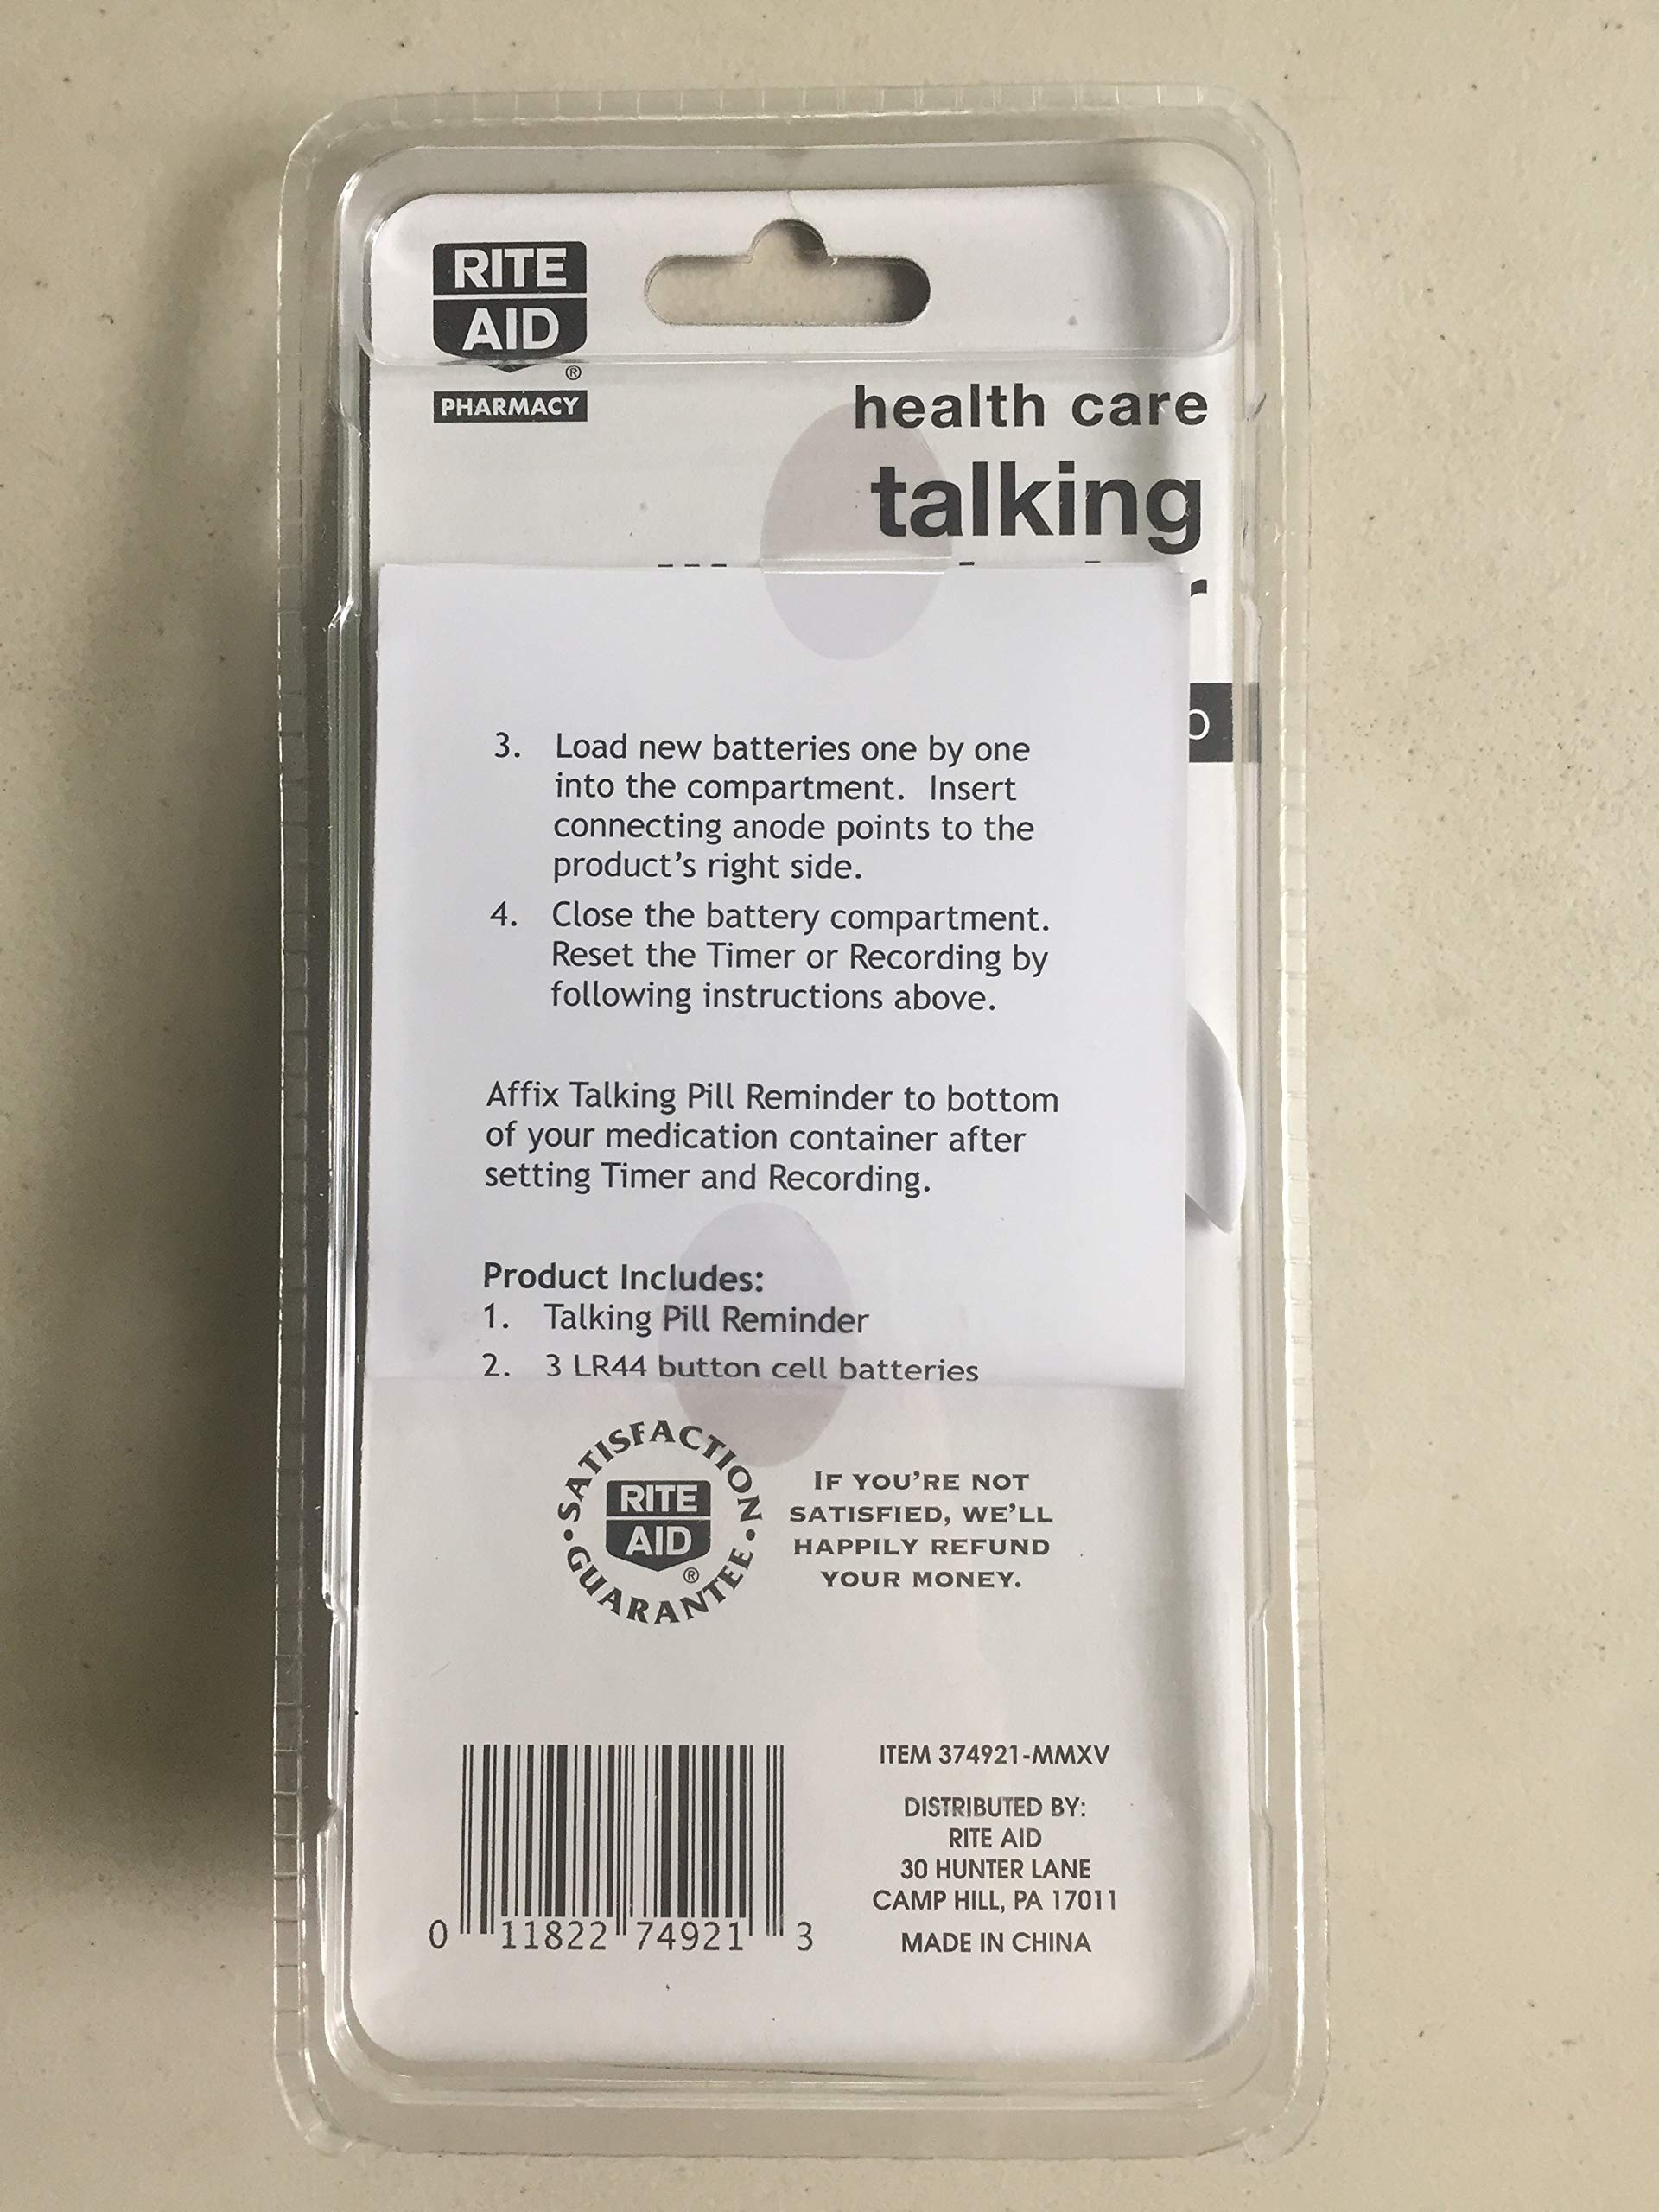 RITE
AID
®
PHARMACY
health care
talking
3. Load new batteries one by one
into the compartment. Insert
connecting anode points to the
product's right side.
4. Close the battery compartment.
Reset the Timer or Recording by
following instructions above.
Affix Talking Pill Reminder to bottom
of your medication container after
setting Timer and Recording.
Product Includes:
1. Talking Pill Reminder
2. 3 LR44 button cell batteries
SATISFACTION
RITE
AID
®
GUARANTEE
IF YOU'RE NOT
SATISFIED, WE'LL
HAPPILY REFUND
YOUR MONEY.
ITEM 374921-MMXV
DISTRIBUTED BY:
RITE AID
30 HUNTER LANE
CAMP HILL, PA 17011
MADE IN CHINA
0 11822 74921 3